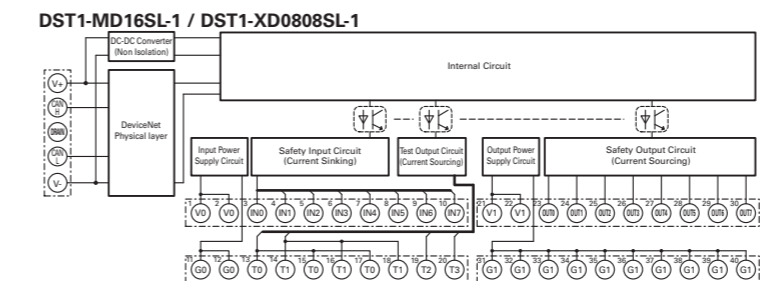 DST1-MD16SL-1 / DST1-XD0808SL-1
DC-DC Converter
(Non Isolation)
Internal Circuit
V+
CAN
H
DRAIN
CAN
L
V-
DeviceNet
Physical layer
Input Power
Supply Circuit
Safety Input Circuit
(Current Sinking)
Test Output Circuit
(Current Sourcing)
Output Power
Supply Circuit
Safety Output Circuit
(Current Sourcing)
1 2 3 4 5 6 7 8 9 10 21 22 23 24 25 26 27 28 29 30
V0 V0 IN0 IN1 IN2 IN3 IN4 IN5 IN6 IN7 V1 V1 OUT0 OUT1 OUT2 OUT3 OUT4 OUT5 OUT6 OUT7
11 12 13 14 15 16 17 18 19 20 31 32 33 34 35 36 37 38 39 40
G0 G0 T0 T1 T0 T1 T0 T1 T2 T3 G1 G1 G1 G1 G1 G1 G1 G1 G1 G1